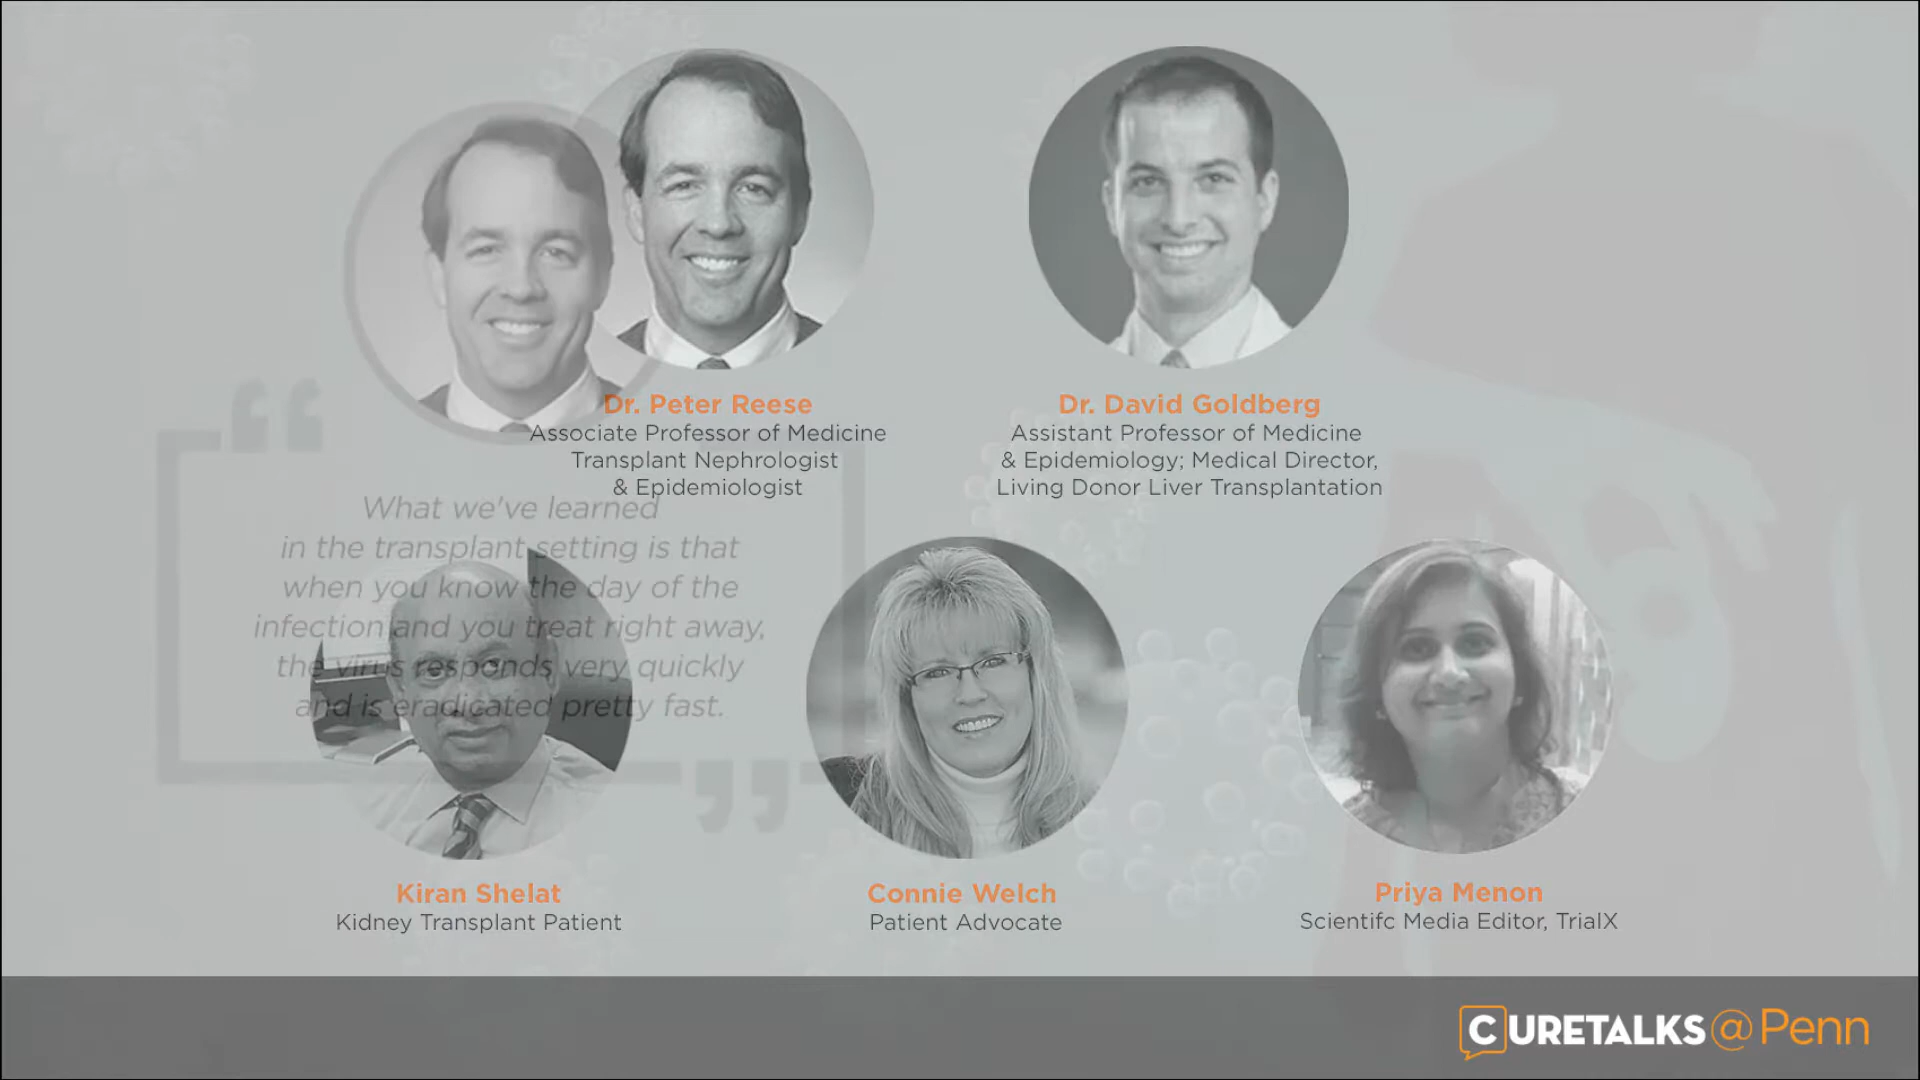 Dr. Peter Reese
Associate Professor of Medicine
Transplant Nephrologist
& Epidemiologist
Dr. David Goldberg
Assistant Professor of Medicine
& Epidemiology; Medical Director,
Living Donor Liver Transplantation
What we've learned
in the transplant setting is that
when you know the day of the
infection and you treat right away,
the virus responds very quickly
and is eradicated pretty fast.
Kiran Shelat
Kidney Transplant Patient
Connie Welch
Patient Advocate
Priya Menon
Scientifc Media Editor, TrialX
CURETALKS@Penn